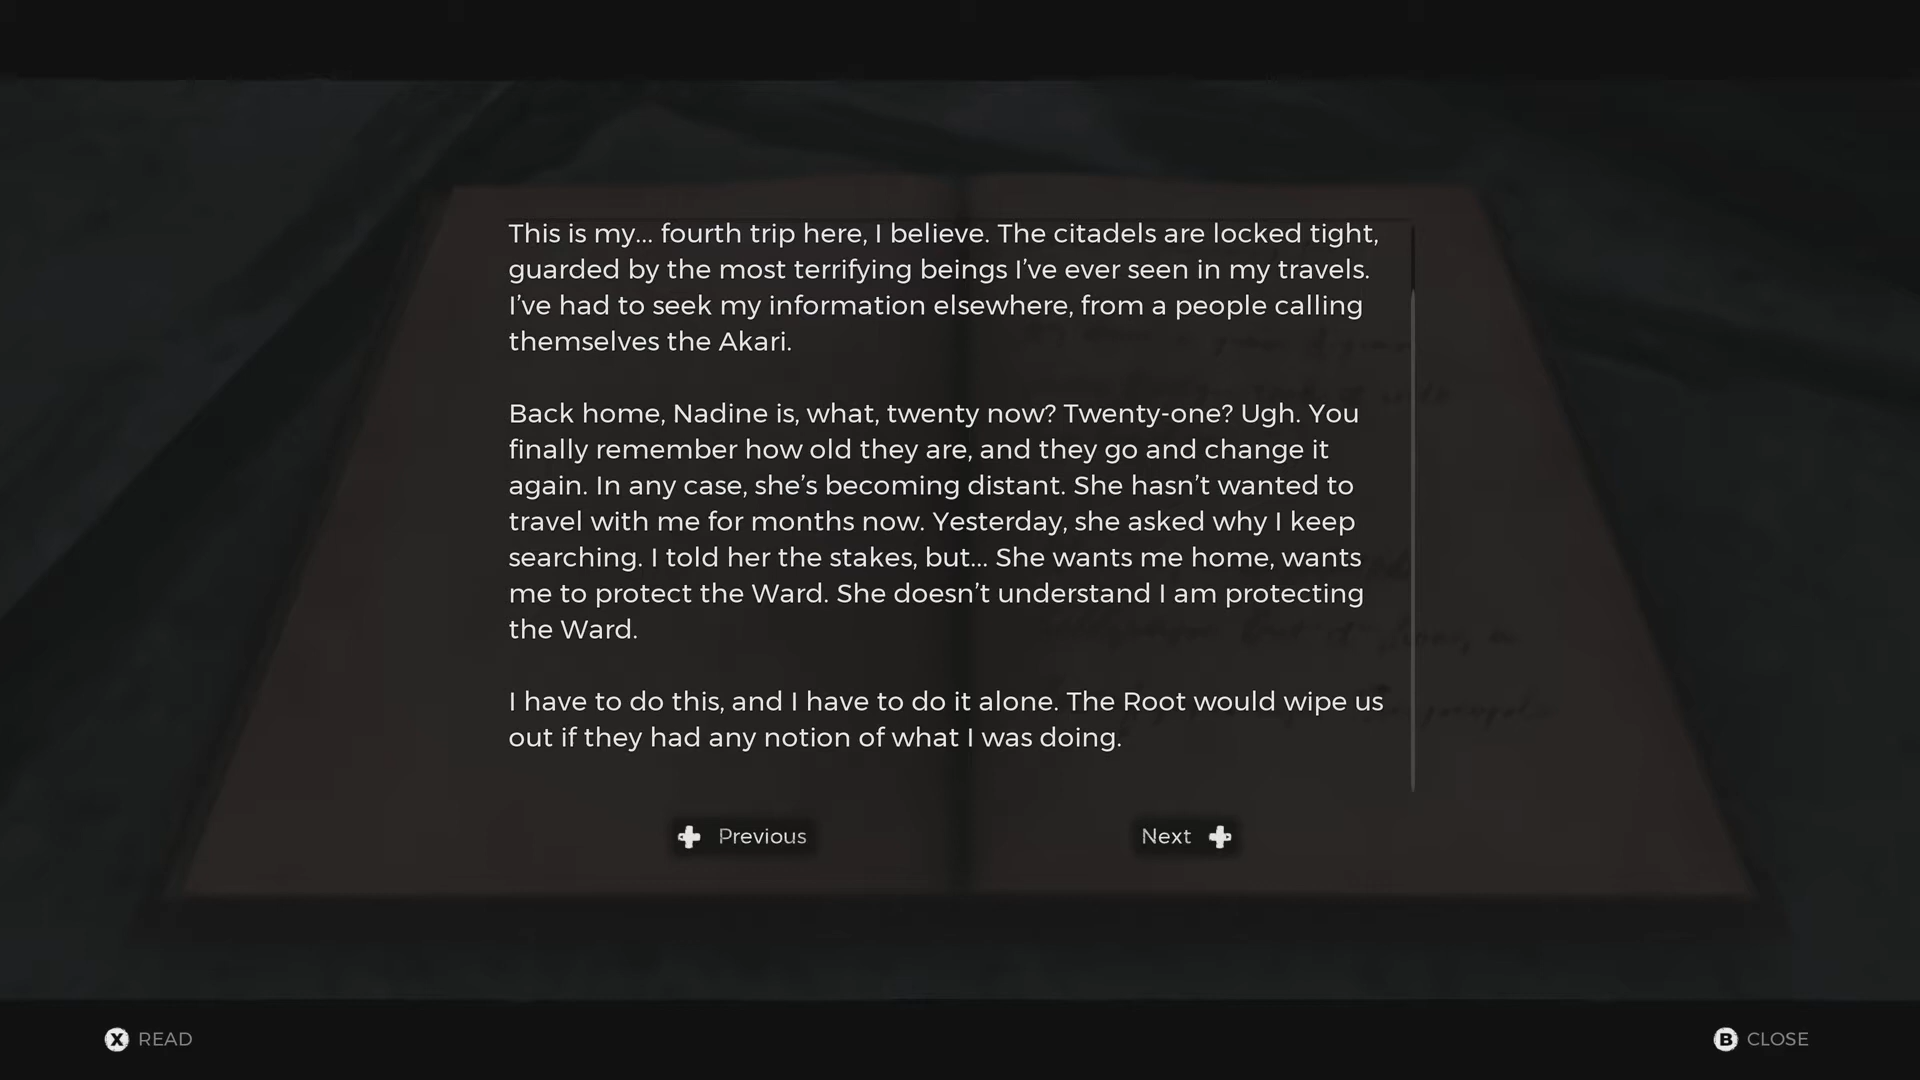 This is my... fourth trip here, I believe. The citadels are locked tight,
guarded by the most terrifying beings I've ever seen in my travels.
I've had to seek my information elsewhere, from a people calling
themselves the Akari.
Back home, Nadine is, what, twenty now? Twenty-one? Ugh. You
finally remember how old they are, and they go and change it
again. In any case, she's becoming distant. She hasn't wanted to
travel with me for months now. Yesterday, she asked why I keep
searching. I told her the stakes, but... She wants me home, wants
me to protect the Ward. She doesn't understand I am protecting
the Ward.
I have to do this, and I have to do it alone. The Root would wipe us
out if they had any notion of what I was doing.
Previous
Next
X READ
B CLOSE